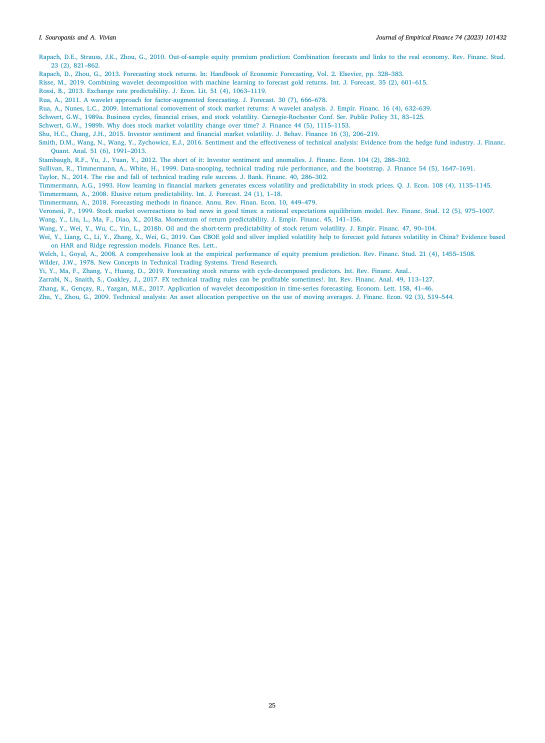 I. Souropanis and A. Vivian
Journal of Empirical Finance 74 (2023) 101432
Rapach, D.E., Strauss, J.K., Zhou, G., 2010. Out-of-sample equity premium prediction: Combination forecasts and links to the real economy. Rev. Financ. Stud.
23 (2), 821–862.
Rapach, D., Zhou, G., 2013. Forecasting stock returns. In: Handbook of Economic Forecasting, Vol. 2. Elsevier, pp. 328–383.
Risse, M., 2019. Combining wavelet decomposition with machine learning to forecast gold returns. Int. J. Forecast. 35 (2), 601–615.
Rossi, B., 2013. Exchange rate predictability. J. Econ. Lit. 51 (4), 1063–1119.
Rua, A., 2011. A wavelet approach for factor-augmented forecasting. J. Forecast. 30 (7), 666–678.
Rua, A., Nunes, L.C., 2009. International comovement of stock market returns: A wavelet analysis. J. Empir. Financ. 16 (4), 632–639.
Schwert, G.W., 1989a. Business cycles, financial crises, and stock volatility. Carnegie-Rochester Conf. Ser. Public Policy 31, 83–125.
Schwert, G.W., 1989b. Why does stock market volatility change over time? J. Finance 44 (5), 1115–1153.
Shu, H.C., Chang, J.H., 2015. Investor sentiment and financial market volatility. J. Behav. Finance 16 (3), 206–219.
Smith, D.M., Wang, N., Wang, Y., Zychowicz, E.J., 2016. Sentiment and the effectiveness of technical analysis: Evidence from the hedge fund industry. J. Financ.
Quant. Anal. 51 (6), 1991–2013.
Stambaugh, R.F., Yu, J., Yuan, Y., 2012. The short of it: Investor sentiment and anomalies. J. Financ. Econ. 104 (2), 288–302.
Sullivan, R., Timmermann, A., White, H., 1999. Data-snooping, technical trading rule performance, and the bootstrap. J. Finance 54 (5), 1647–1691.
Taylor, N., 2014. The rise and fall of technical trading rule success. J. Bank. Financ. 40, 286–302.
Timmermann, A.G., 1993. How learning in financial markets generates excess volatility and predictability in stock prices. Q. J. Econ. 108 (4), 1135–1145.
Timmermann, A., 2008. Elusive return predictability. Int. J. Forecast. 24 (1), 1–18.
Timmermann, A., 2018. Forecasting methods in finance. Annu. Rev. Finan. Econ. 10, 449–479.
Veronesi, P., 1999. Stock market overreactions to bad news in good times: a rational expectations equilibrium model. Rev. Financ. Stud. 12 (5), 975–1007.
Wang, Y., Liu, L., Ma, F., Diao, X., 2018a. Momentum of return predictability. J. Empir. Financ. 45, 141–156.
Wang, Y., Wei, Y., Wu, C., Yin, L., 2018b. Oil and the short-term predictability of stock return volatility. J. Empir. Financ. 47, 90–104.
Wei, Y., Liang, C., Li, Y., Zhang, X., Wei, G., 2019. Can CBOE gold and silver implied volatility help to forecast gold futures volatility in China? Evidence based
on HAR and Ridge regression models. Finance Res. Lett..
Welch, I., Goyal, A., 2008. A comprehensive look at the empirical performance of equity premium prediction. Rev. Financ. Stud. 21 (4), 1455–1508.
Wilder, J.W., 1978. New Concepts in Technical Trading Systems. Trend Research.
Yi, Y., Ma, F., Zhang, Y., Huang, D., 2019. Forecasting stock returns with cycle-decomposed predictors. Int. Rev. Financ. Anal..
Zarrabi, N., Snaith, S., Coakley, J., 2017. FX technical trading rules can be profitable sometimes!. Int. Rev. Financ. Anal. 49, 113–127.
Zhang, K., Gençay, R., Yazgan, M.E., 2017. Application of wavelet decomposition in time-series forecasting. Econom. Lett. 158, 41–46.
Zhu, Y., Zhou, G., 2009. Technical analysis: An asset allocation perspective on the use of moving averages. J. Financ. Econ. 92 (3), 519–544.
25